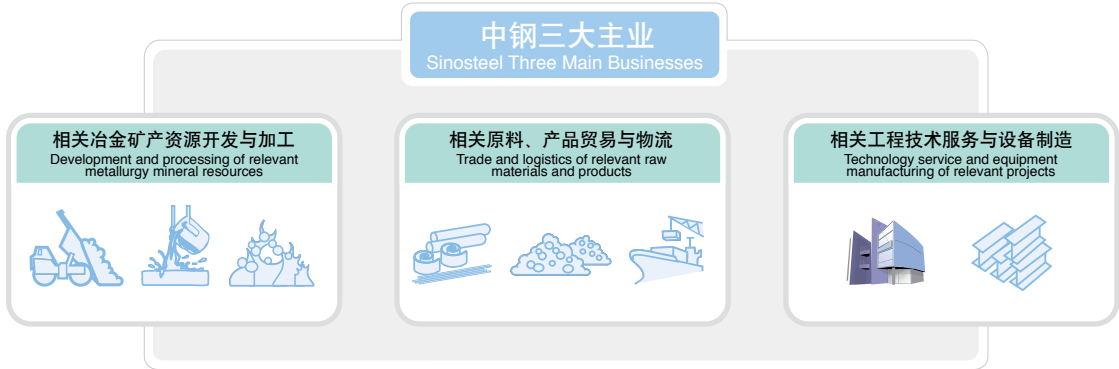 中钢三大主业
Sinosteel Three Main Businesses
相关冶金矿产资源开发与加工
Development and processing of relevant
metallurgy mineral resources
相关原料、产品贸易与物流
Trade and logistics of relevant raw
materials and products
相关工程技术服务与设备制造
Technology service and equipment
manufacturing of relevant projects